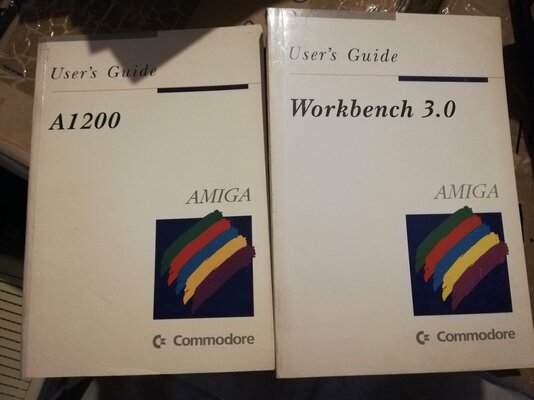 User's Guide
A1200
AMIGA
Commodore
User's Guide
Workbench 3.0
AMIGA
Commodore